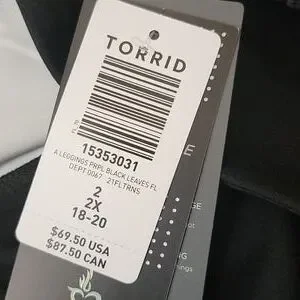 TORRID
15353031
A LEGGINGS PRPL BLACK LEAVES FL
DEPT 0067 21FLTRNS
2
2X
18-20
$69.50 USA
$87.50 CAN